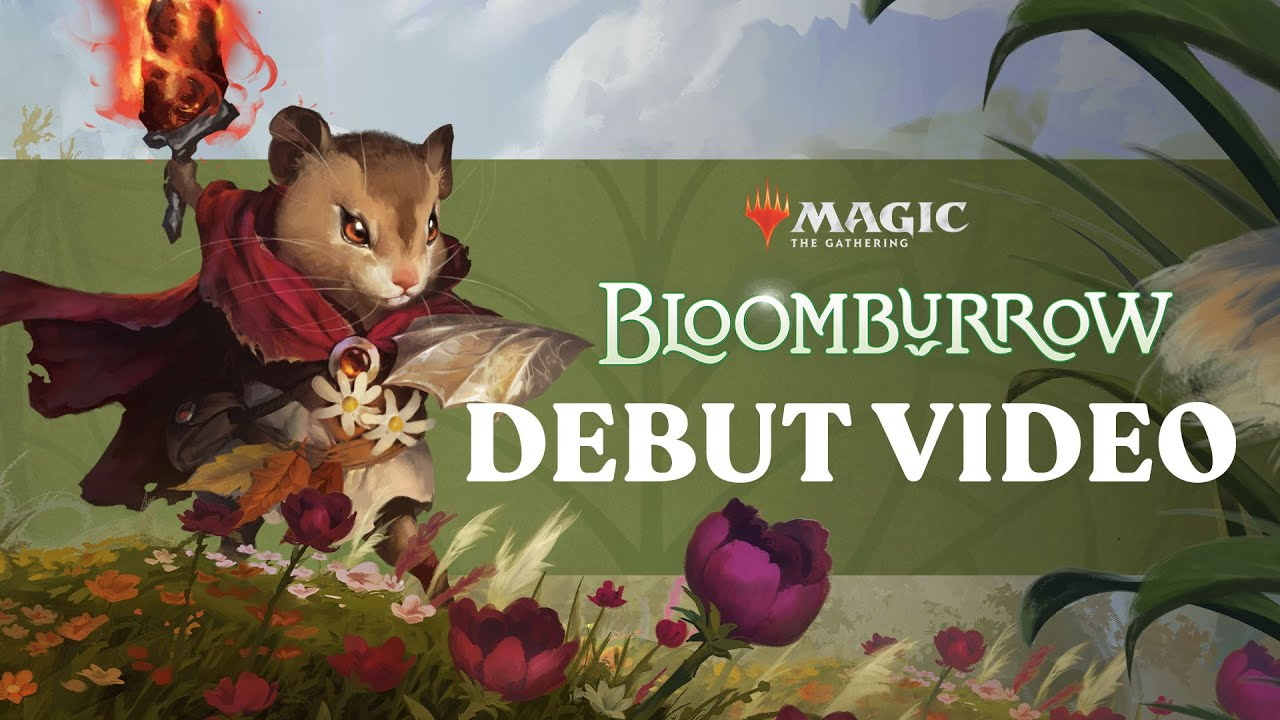 MAGIC
THE GATHERING
BLOOMBURROW
DEBUT VIDEO